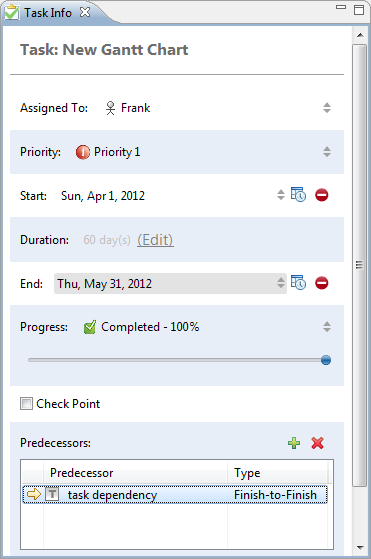 Task Info
Task: New Gantt Chart
Assigned To: Frank
Priority: Priority 1
Start: Sun, Apr 1, 2012
Duration: 60 day(s) (Edit)
End: Thu, May 31, 2012
Progress: Completed - 100%
Check Point
Predecessors:
Predecessor Type
T task dependency Finish-to-Finish